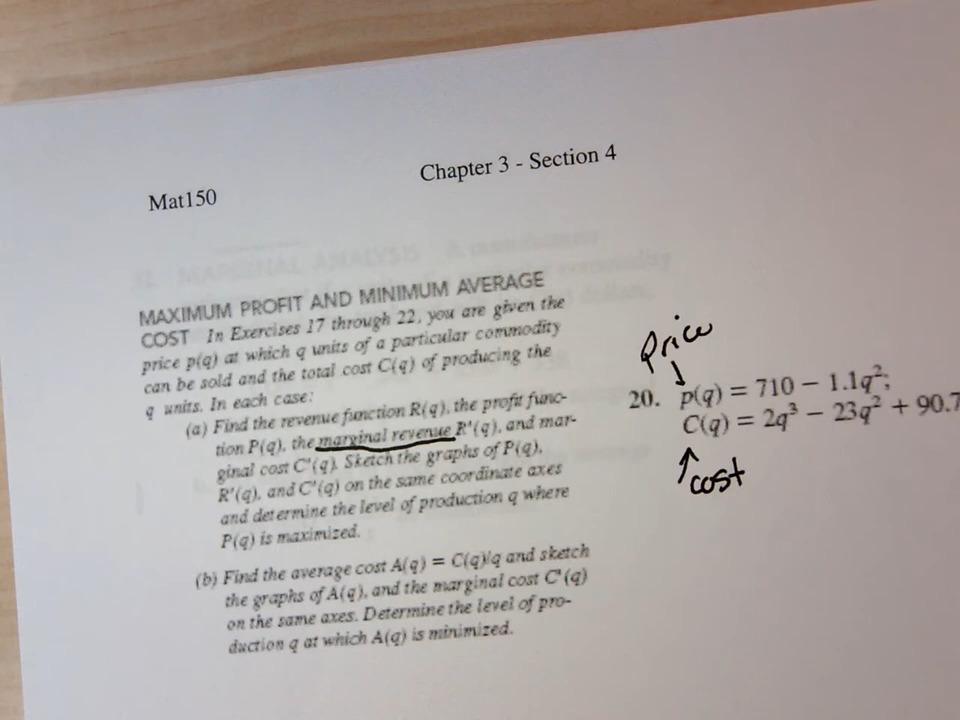 Mat150
Chapter 3 - Section 4
MAXIMUM PROFIT AND MINIMUM AVERAGE
COST In Exercises 17 through 22, you are given the
price p(q) at which q units of a particular commodity
can be sold and the total cost C(q) of producing the
q units. In each case:
(a) Find the revenue function R(q), the profit func-
tion P(q), the marginal revenue R'(q), and mar-
ginal cost C'(q). Sketch the graphs of P(q),
R'(q), and C'(q) on the same coordinate axes
and determine the level of production q where
P(q) is maximized.
(b) Find the average cost A(q) = C(q)/q and sketch
the graphs of A(q), and the marginal cost C'(q)
on the same axes. Determine the level of pro-
duction q at which A(q) is minimized.
Price
20. p(q) = 710 − 1.1q²;
C(q) = 2q³ − 23q² + 90.7
cost